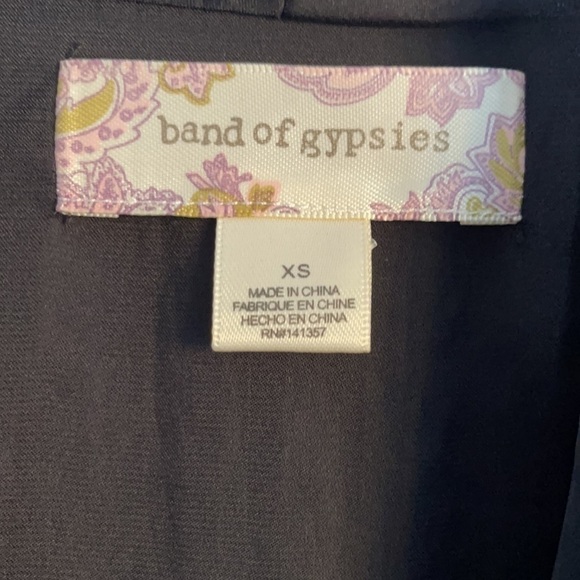 band of gypsies
XS
MADE IN CHINA
FABRIQUE EN CHINE
HECHO EN CHINA
RN#141357